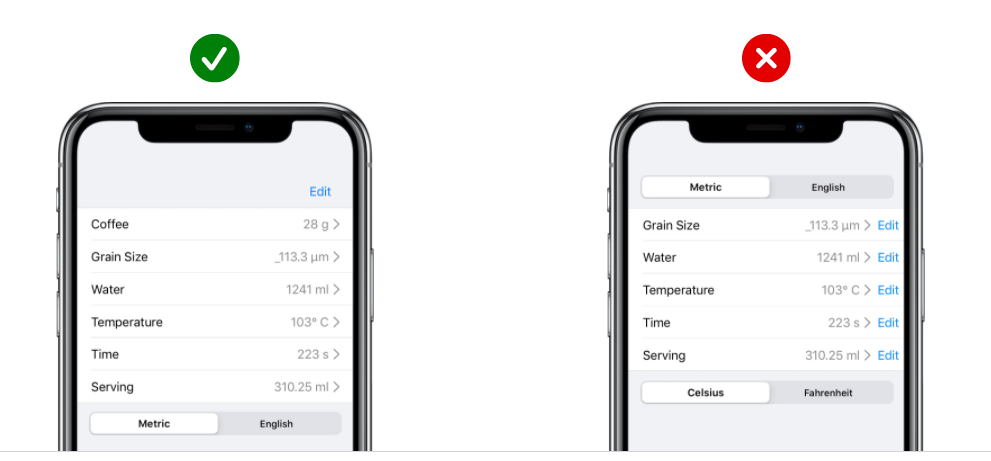 Edit
Coffee 28 g >
Grain Size _113.3 μm >
Water 1241 ml >
Temperature 103° C >
Time 223 s >
Serving 310.25 ml >
Metric English
Metric English
Grain Size _113.3 μm > Edit
Water 1241 ml > Edit
Temperature 103° C > Edit
Time 223 s > Edit
Serving 310.25 ml > Edit
Celsius Fahrenheit